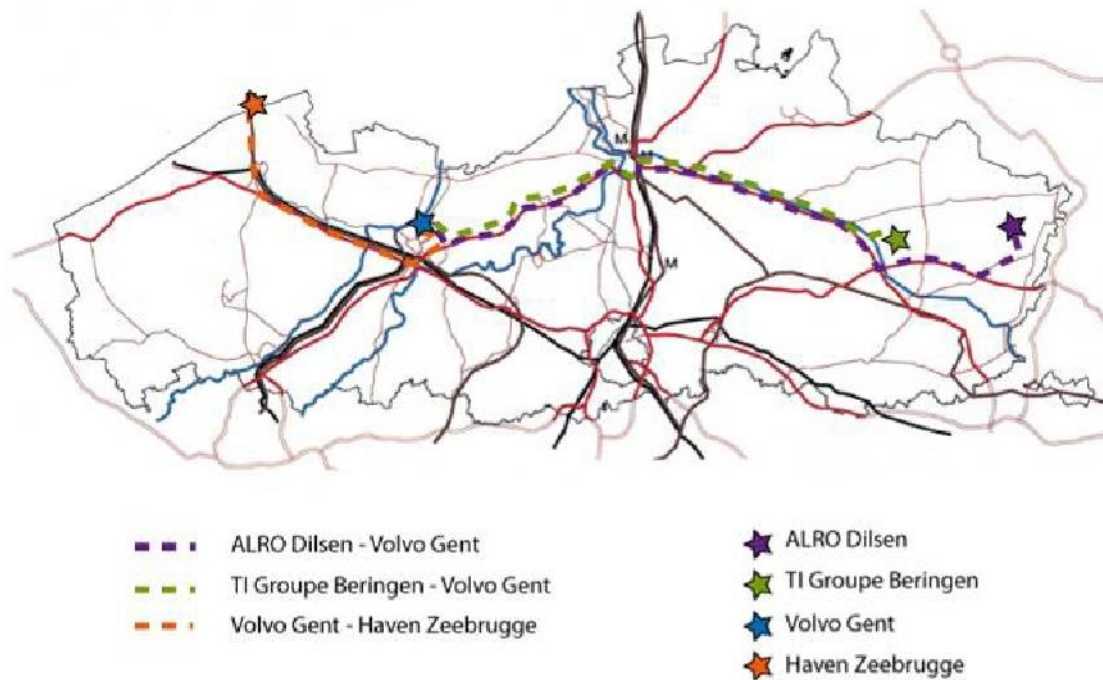 M
M
M
ALRO Dilsen - Volvo Gent
TI Groupe Beringen - Volvo Gent
Volvo Gent - Haven Zeebrugge
ALRO Dilsen
TI Groupe Beringen
Volvo Gent
Haven Zeebrugge